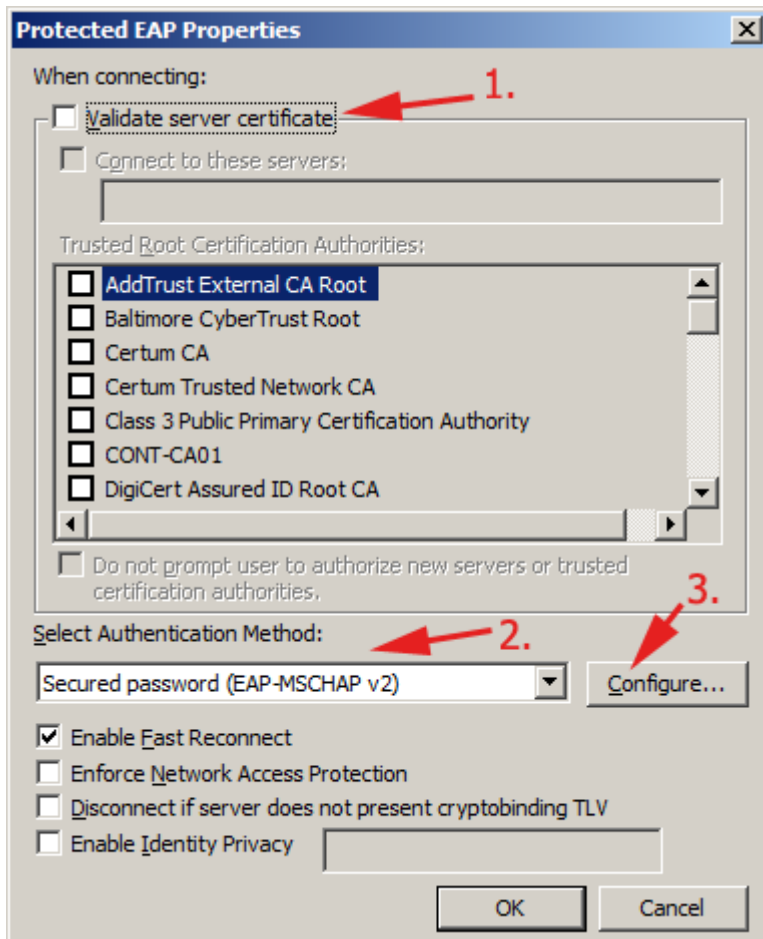 Protected EAP Properties
When connecting:
1.
Validate server certificate
Connect to these servers:
Trusted Root Certification Authorities:
AddTrust External CA Root
Baltimore CyberTrust Root
Certum CA
Certum Trusted Network CA
Class 3 Public Primary Certification Authority
CONT-CA01
DigiCert Assured ID Root CA
Do not prompt user to authorize new servers or trusted
certification authorities.
3.
Select Authentication Method:
2.
Secured password (EAP-MSCHAP v2)
Configure...
Enable Fast Reconnect
Enforce Network Access Protection
Disconnect if server does not present cryptobinding TLV
Enable Identity Privacy
OK
Cancel